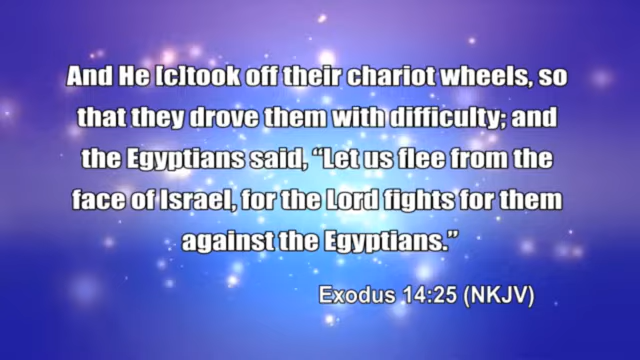 And He [c]took off their chariot wheels, so
that they drove them with difficulty; and
the Egyptians said, “Let us flee from the
face of Israel, for the Lord fights for them
against the Egyptians.”
Exodus 14:25 (NKJV)